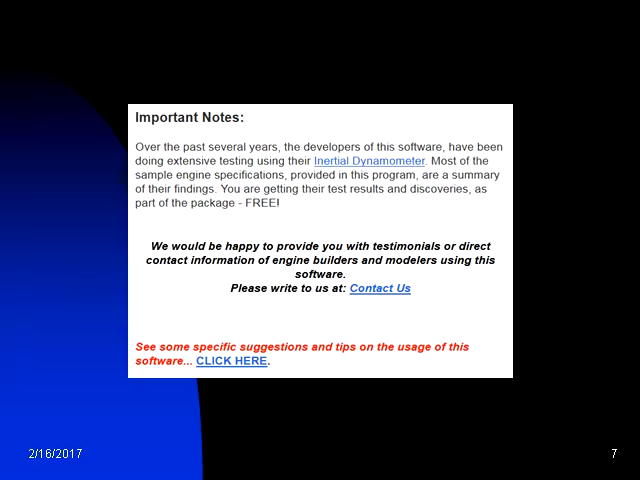 Important Notes:
Over the past several years, the developers of this software, have been
doing extensive testing using their Inertial Dynamometer. Most of the
sample engine specifications, provided in this program, are a summary
of their findings. You are getting their test results and discoveries, as
part of the package - FREE!
We would be happy to provide you with testimonials or direct
contact information of engine builders and modelers using this
software.
Please write to us at: Contact Us
See some specific suggestions and tips on the usage of this
software... CLICK HERE.
2/16/2017
7